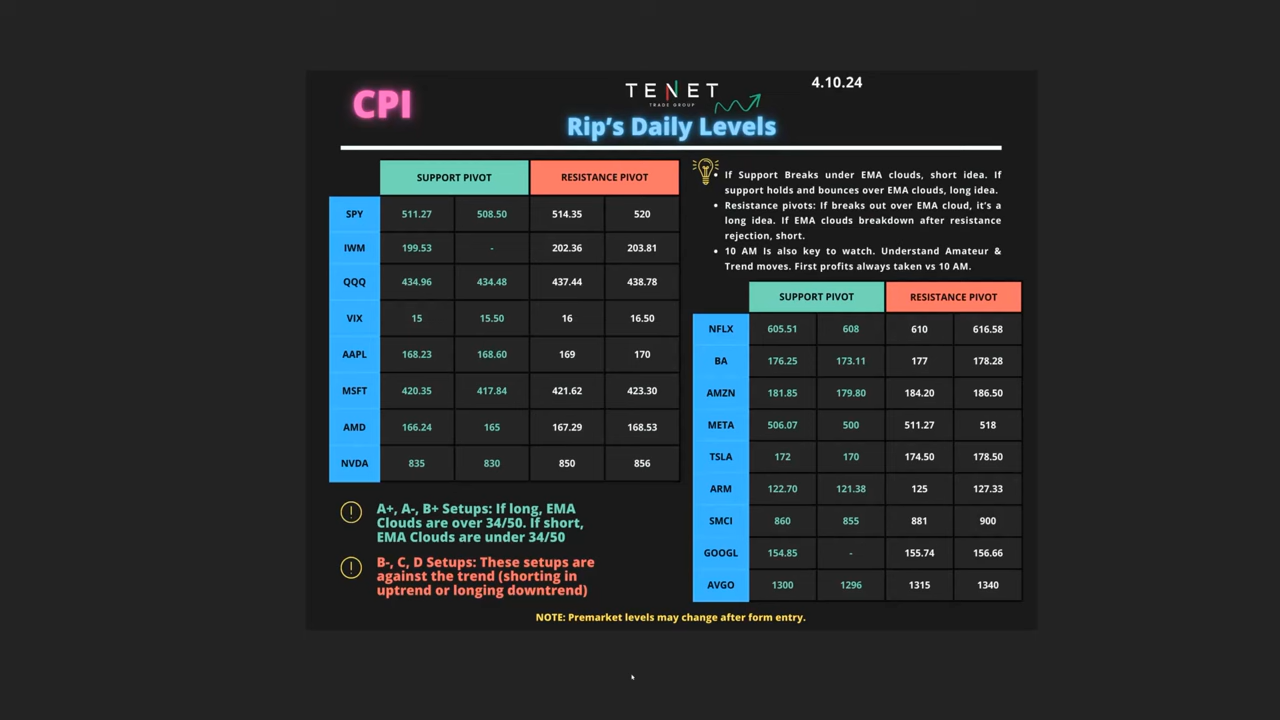 CPI
TENET
TRADE GROUP
4.10.24
Rip's Daily Levels
SUPPORT PIVOT RESISTANCE PIVOT
SPY 511.27 508.50 514.35 520
IWM 199.53 - 202.36 203.81
QQQ 434.96 434.48 437.44 438.78
VIX 15 15.50 16 16.50
AAPL 168.23 168.60 169 170
MSFT 420.35 417.84 421.62 423.30
AMD 166.24 165 167.29 168.53
NVDA 835 830 850 856
A+, A-, B+ Setups: If long, EMA
Clouds are over 34/50. If short,
EMA Clouds are under 34/50
B-, C, D Setups: These setups are
against the trend (shorting in
uptrend or longing downtrend)
• If Support Breaks under EMA clouds, short idea. If
support holds and bounces over EMA clouds, long idea.
• Resistance pivots: If breaks out over EMA cloud, it's a
long idea. If EMA clouds breakdown after resistance
rejection, short.
• 10 AM Is also key to watch. Understand Amateur &
Trend moves. First profits always taken vs 10 AM.
SUPPORT PIVOT RESISTANCE PIVOT
NFLX 605.51 608 610 616.58
BA 176.25 173.11 177 178.28
AMZN 181.85 179.80 184.20 186.50
META 506.07 500 511.27 518
TSLA 172 170 174.50 178.50
ARM 122.70 121.38 125 127.33
SMCI 860 855 881 900
GOOGL 154.85 - 155.74 156.66
AVGO 1300 1296 1315 1340
NOTE: Premarket levels may change after form entry.